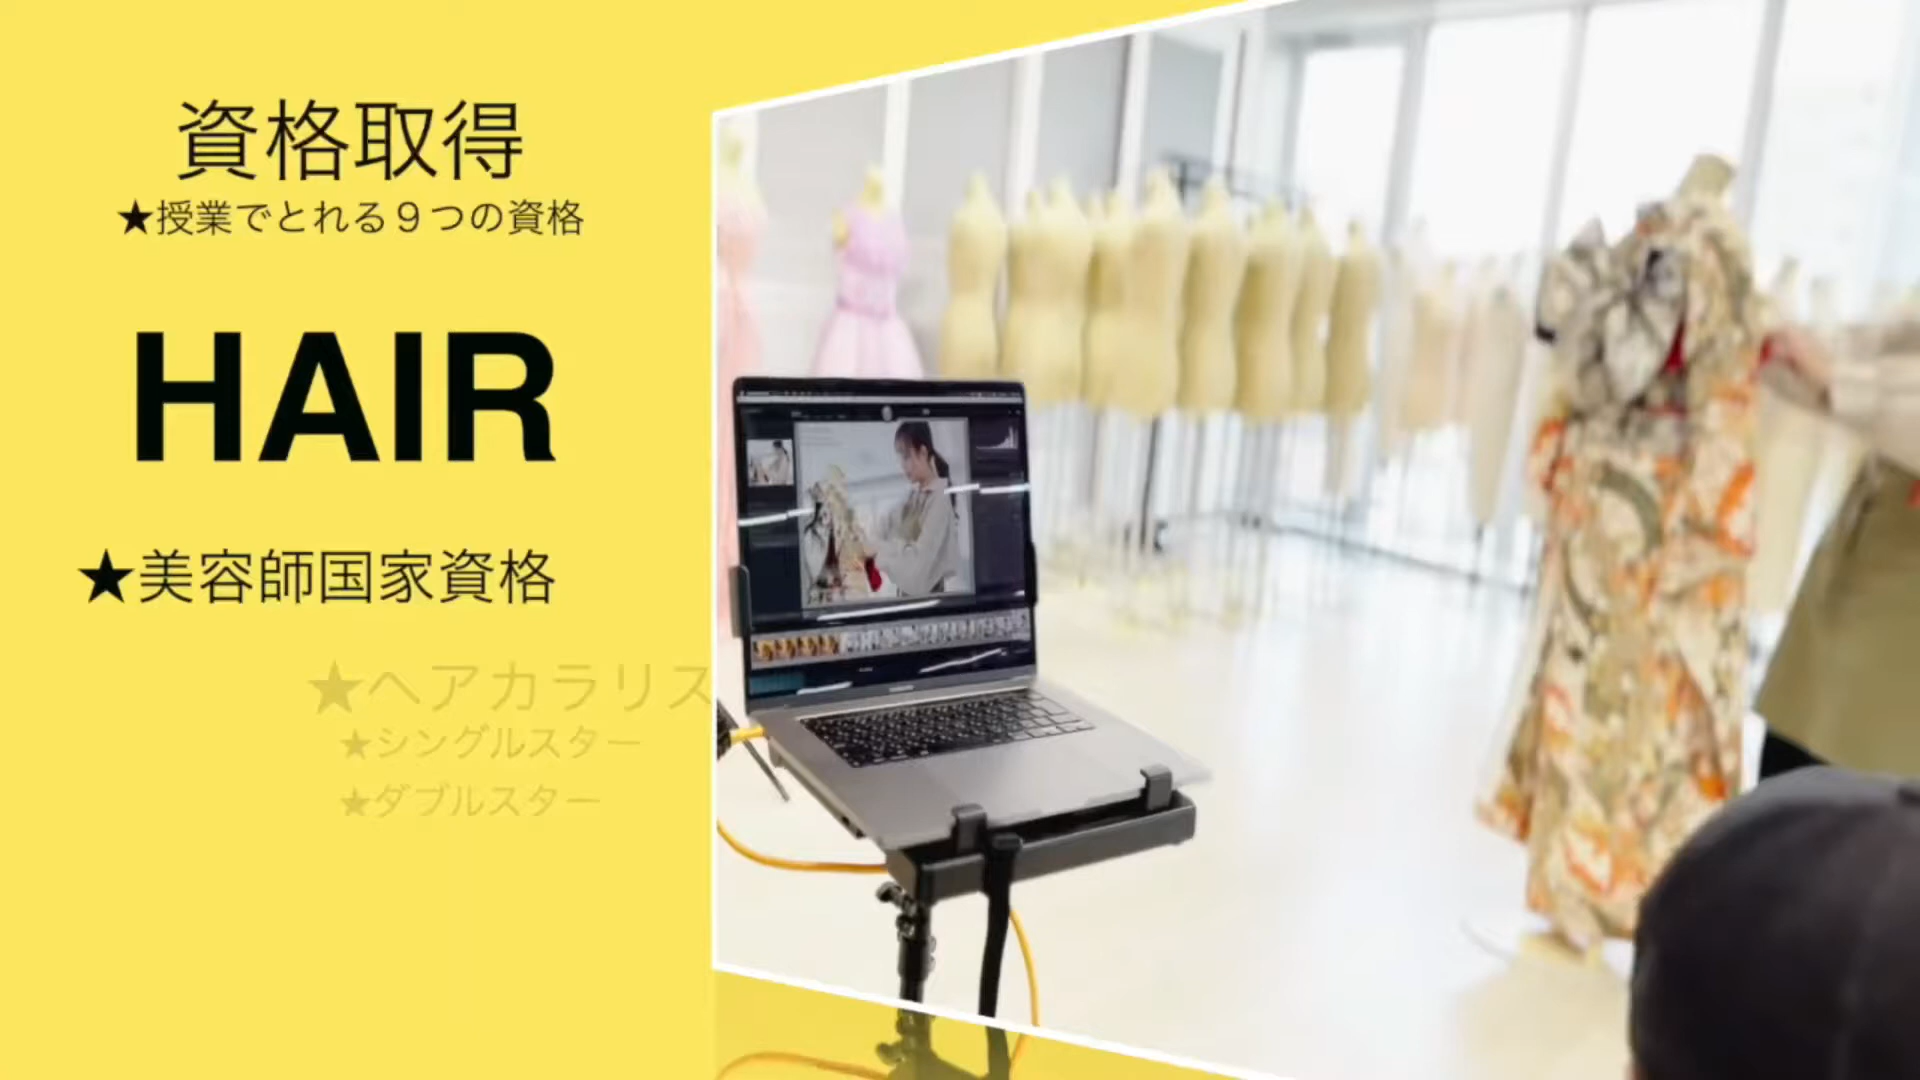 資格取得
★授業でとれる９つの資格
HAIR
★美容師国家資格
★ヘアカラリス
★シングルスター
★ダブルスター